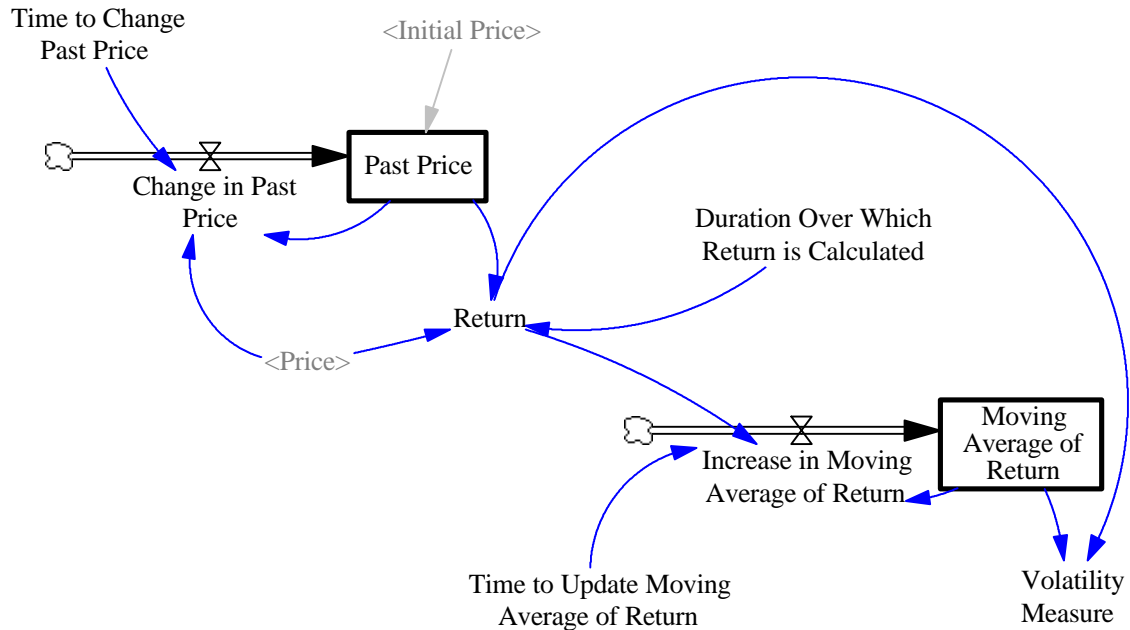 Time to Change
Past Price
<Initial Price>
Past Price
Change in Past
Price
Duration Over Which
Return is Calculated
Return
<Price>
Moving
Average of
Return
Increase in Moving
Average of Return
Time to Update Moving
Average of Return
Volatility
Measure